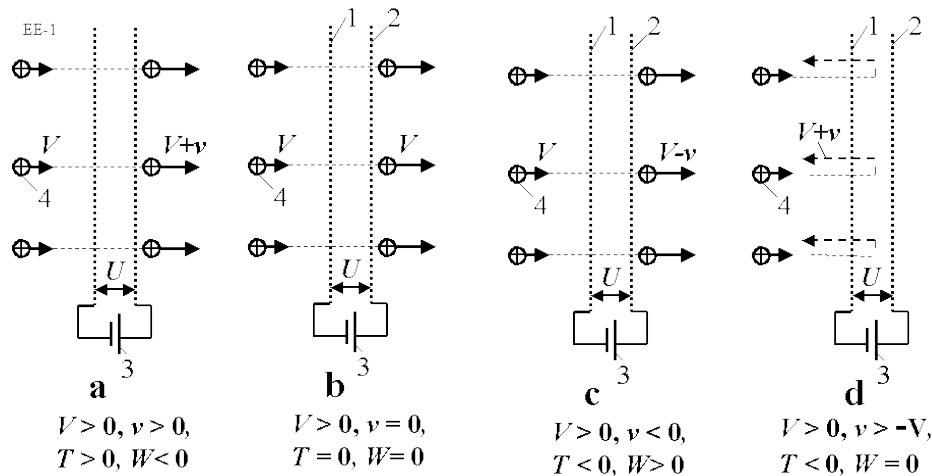 EE-1
V
V+v
4
U
3
a
V > 0, v > 0,
T > 0, W < 0
1
2
V
V
4
U
3
b
V > 0, v = 0,
T = 0, W = 0
1
2
V
V-v
4
U
3
c
V > 0, v < 0,
T < 0, W > 0
1
2
V+v
4
U
3
d
V > 0, v > -V,
T < 0, W = 0